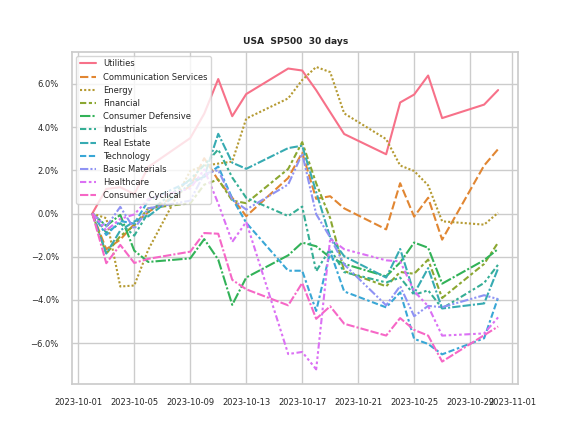 USA SP500 30 days
Utilities
Communication Services
Energy
Financial
Consumer Defensive
Industrials
Real Estate
Technology
Basic Materials
Healthcare
Consumer Cyclical
6.0%
4.0%
2.0%
0.0%
−2.0%
−4.0%
−6.0%
2023-10-01 2023-10-05 2023-10-09 2023-10-13 2023-10-17 2023-10-21 2023-10-25 2023-10-29 2023-11-01